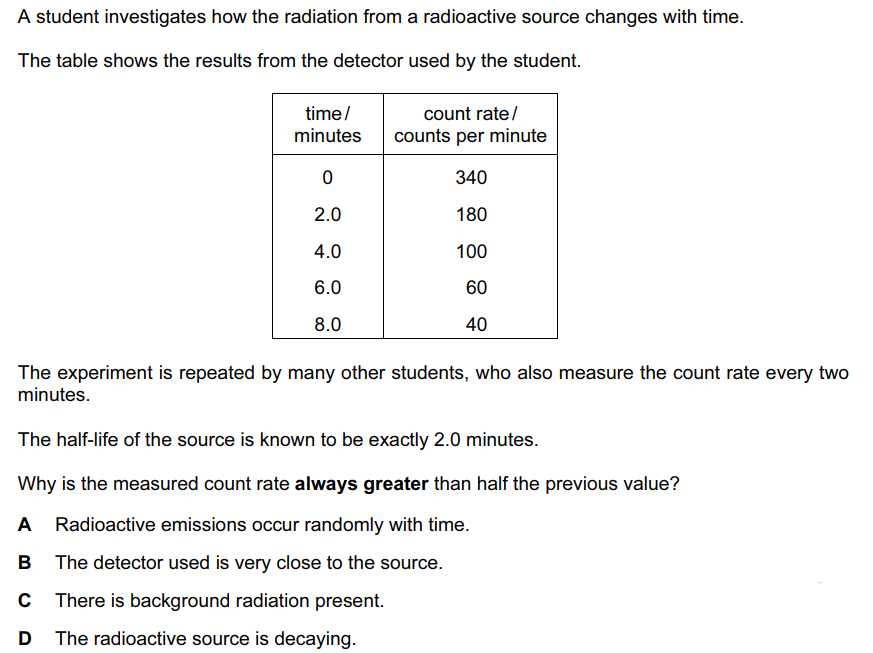 A student investigates how the radiation from a radioactive source changes with time.
The table shows the results from the detector used by the student.
time / minutes count rate / counts per minute
0 340
2.0 180
4.0 100
6.0 60
8.0 40
The experiment is repeated by many other students, who also measure the count rate every two
minutes.
The half-life of the source is known to be exactly 2.0 minutes.
Why is the measured count rate always greater than half the previous value?
A Radioactive emissions occur randomly with time.
B The detector used is very close to the source.
C There is background radiation present.
D The radioactive source is decaying.